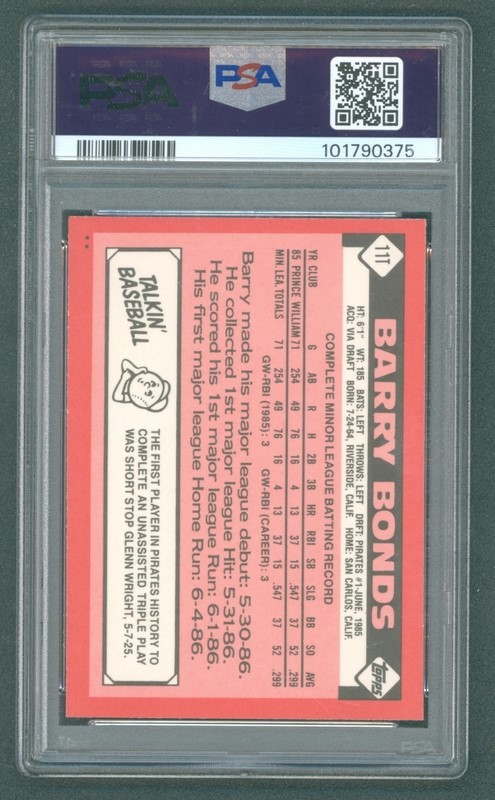 PSA
PSA
101790375
11T
BARRY BONDS
Topps
HT: 6'1" WT: 185 BATS: LEFT THROWS: LEFT DRFT: PIRATES #1-JUNE, 1985
ACQ: VIA DRAFT BORN: 7-24-64, RIVERSIDE, CALIF. HOME: SAN CARLOS, CALIF.
COMPLETE MINOR LEAGUE BATTING RECORD
YR CLUB G AB R H 2B 3B HR RBI SB SLG BB SO AVG
85 PRINCE WILLIAM 71 254 49 76 16 4 13 37 15 .547 37 52 .299
MIN. LEA. TOTALS 71 254 49 76 16 4 13 37 15 .547 37 52 .299
GW-RBI (1985): 3 GW-RBI (CAREER): 3
Barry made his major league debut: 5-30-86.
He collected 1st major league Hit: 5-31-86.
He scored his 1st major league Run: 6-1-86.
His first major league Home Run: 6-4-86.
TALKIN'
BASEBALL
THE FIRST PLAYER IN PIRATES HISTORY TO
COMPLETE AN UNASSISTED TRIPLE PLAY
WAS SHORT STOP GLENN WRIGHT, 5-7-25.
**
PSA